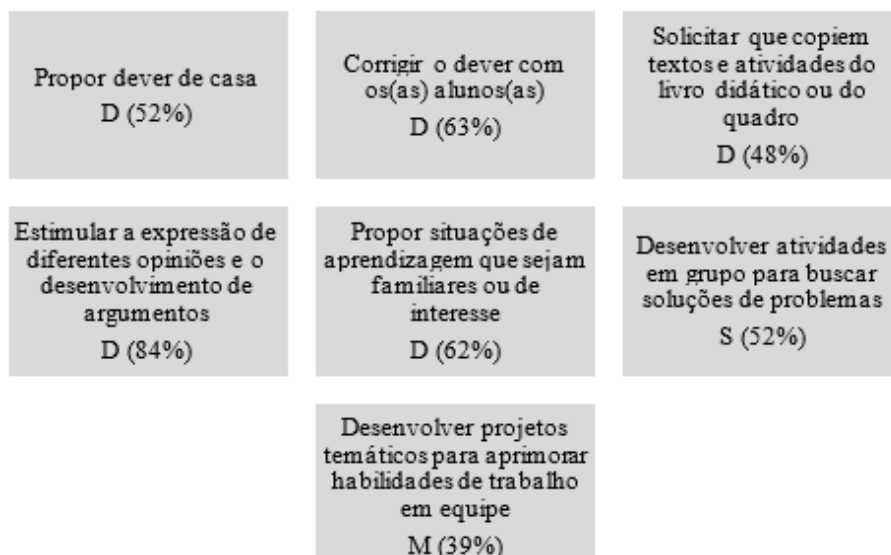 Propor dever de casa
D (52%)
Corrigir o dever com
os(as) alunos(as)
D (63%)
Solicitar que copiem
textos e atividades do
livro didático ou do
quadro
D (48%)
Estimular a expressão de
diferentes opiniões e o
desenvolvimento de
argumentos
D (84%)
Propor situações de
aprendizagem que sejam
familiares ou de
interesse
D (62%)
Desenvolver atividades
em grupo para buscar
soluções de problemas
S (52%)
Desenvolver projetos
temáticos para aprimorar
habilidades de trabalho
em equipe
M (39%)